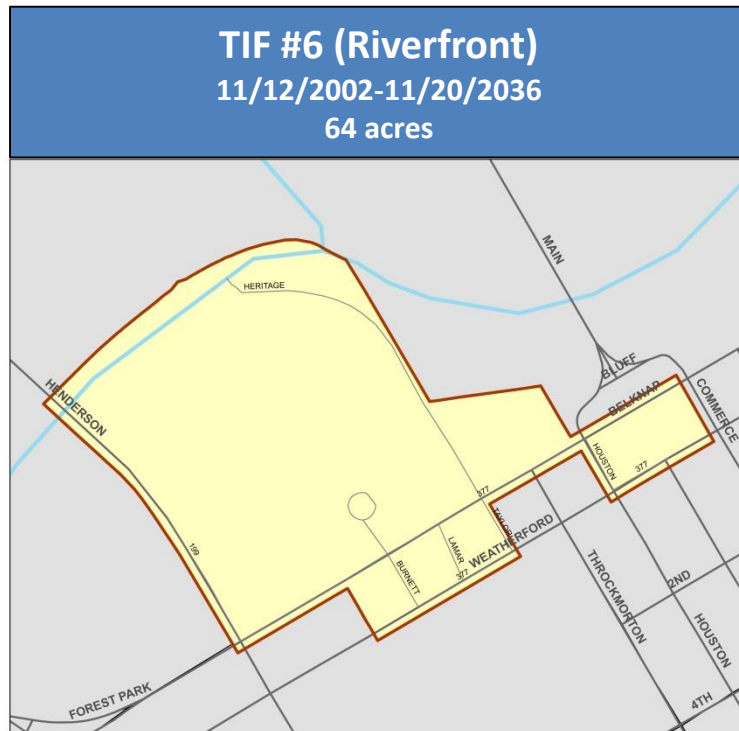 TIF #6 (Riverfront)
11/12/2002-11/20/2036
64 acres
MAIN
HERITAGE
BLUFF
HENDERSON
BELKNAP
COMMERCE
HOUSTON
377
377
TAYLOR
WEATHERFORD
LAMAR
199
BURNETT
377
THROCKMORTON
2ND
HOUSTON
FOREST PARK
4TH